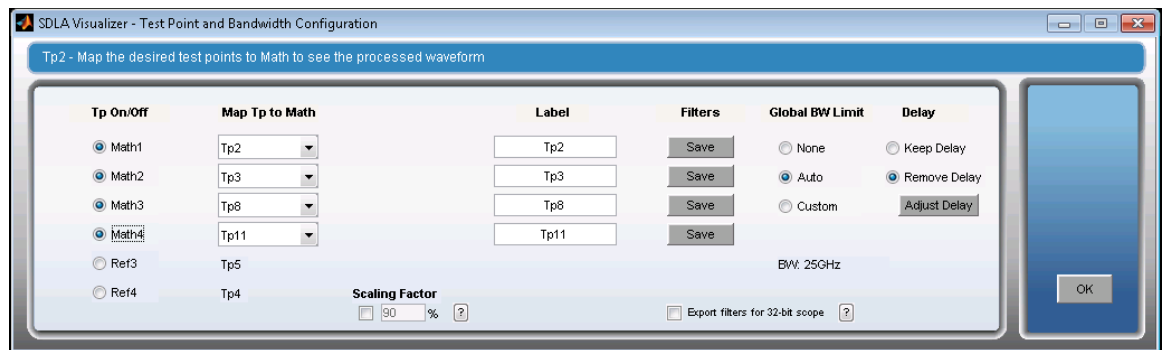 SDLA Visualizer - Test Point and Bandwidth Configuration
Tp2 - Map the desired test points to Math to see the processed waveform
Tp On/Off Map Tp to Math Label Filters Global BW Limit Delay
Math1 Tp2 Tp2 Save None Keep Delay
Math2 Tp3 Tp3 Save Auto Remove Delay
Math3 Tp8 Tp8 Save Custom Adjust Delay
Math4 Tp11 Tp11 Save
Ref3 Tp5 BW: 25GHz
Ref4 Tp4 Scaling Factor
90 % ? Export filters for 32-bit scope ?
OK